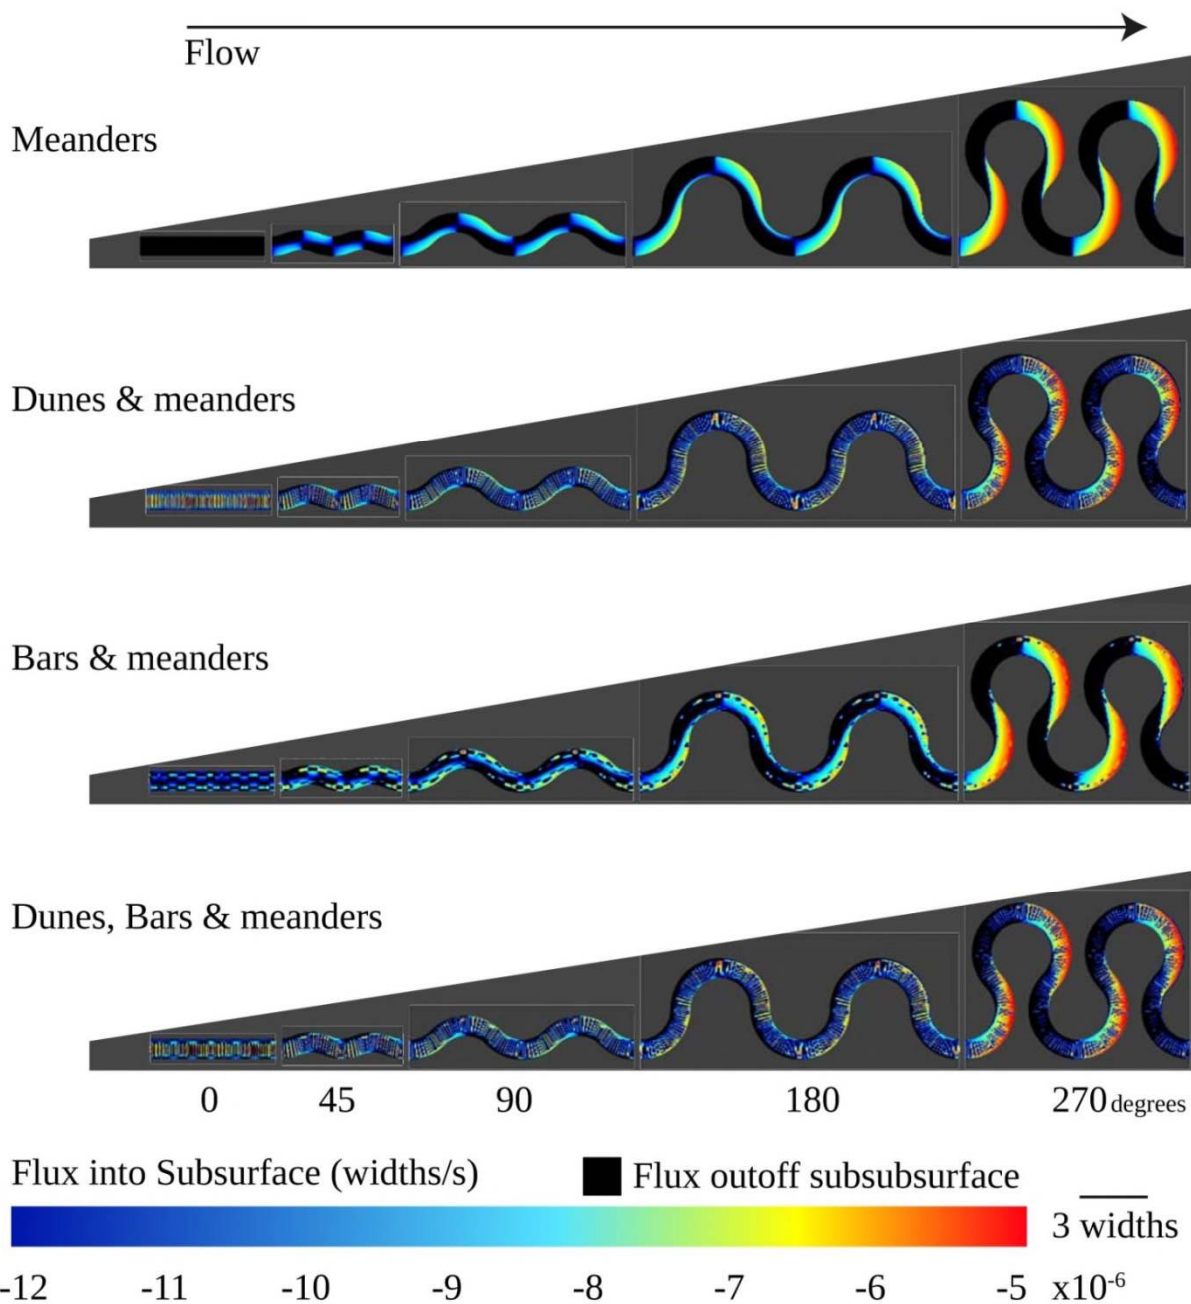 Flow
Meanders
Dunes & meanders
Bars & meanders
Dunes, Bars & meanders
0 45 90 180 270 degrees
Flux into Subsurface (widths/s) Flux outoff subsubsurface
3 widths
-12 -11 -10 -9 -8 -7 -6 -5 x10⁻⁶